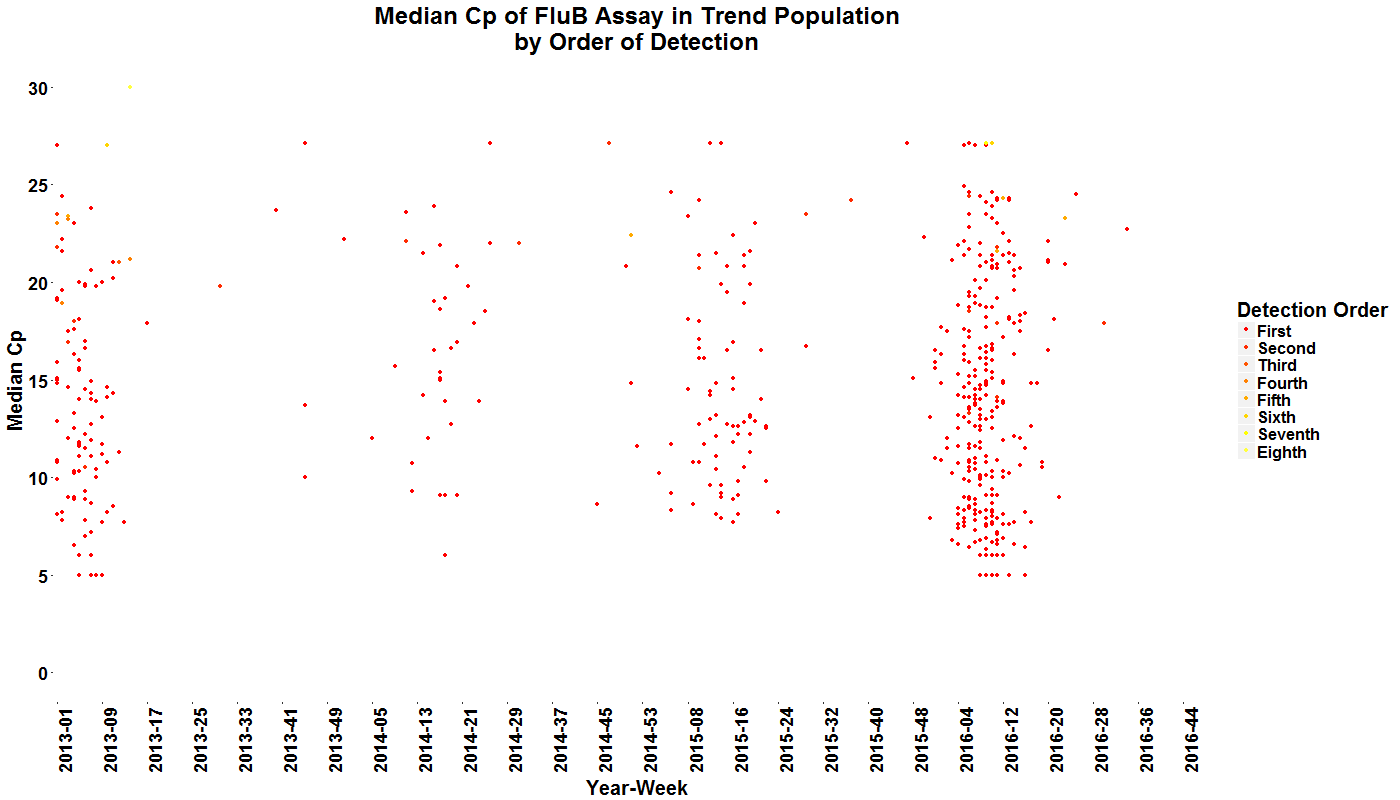 Median Cp of FluB Assay in Trend Population
by Order of Detection
Median Cp
30
25
20
15
10
5
0
2013-01
2013-09
2013-17
2013-25
2013-33
2013-41
2013-49
2014-05
2014-13
2014-21
2014-29
2014-37
2014-45
2014-53
2015-08
2015-16
2015-24
2015-32
2015-40
2015-48
2016-04
2016-12
2016-20
2016-28
2016-36
2016-44
Year-Week
Detection Order
First
Second
Third
Fourth
Fifth
Sixth
Seventh
Eighth